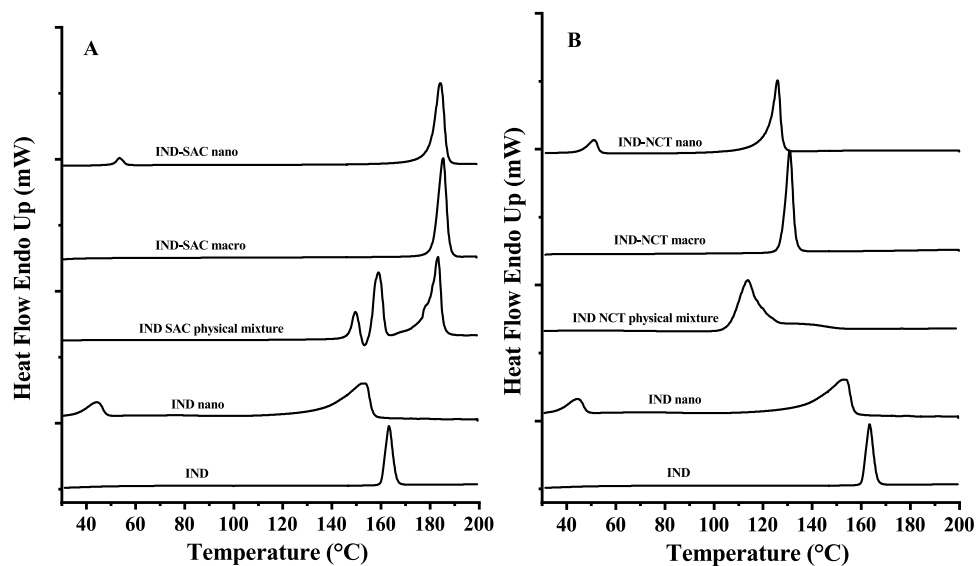 A
IND-SAC nano
IND-SAC macro
IND SAC physical mixture
IND nano
IND
Heat Flow Endo Up (mW)
40 60 80 100 120 140 160 180 200
Temperature (°C)
B
IND-NCT nano
IND-NCT macro
IND NCT physical mixture
IND nano
IND
Heat Flow Endo Up (mW)
40 60 80 100 120 140 160 180 200
Temperature (°C)